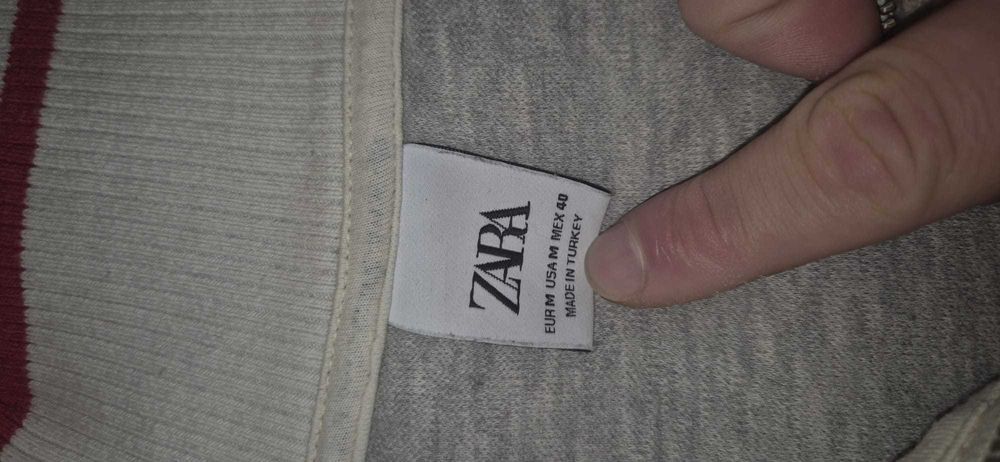 ZARA
EUR M USA M MEX 40
MADE IN TURKEY